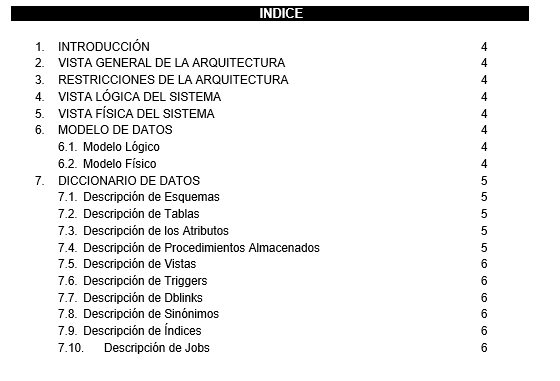 INDICE
1. INTRODUCCIÓN 4
2. VISTA GENERAL DE LA ARQUITECTURA 4
3. RESTRICCIONES DE LA ARQUITECTURA 4
4. VISTA LÓGICA DEL SISTEMA 4
5. VISTA FÍSICA DEL SISTEMA 4
6. MODELO DE DATOS 4
6.1. Modelo Lógico 4
6.2. Modelo Físico 4
7. DICCIONARIO DE DATOS 5
7.1. Descripción de Esquemas 5
7.2. Descripción de Tablas 5
7.3. Descripción de los Atributos 5
7.4. Descripción de Procedimientos Almacenados 5
7.5. Descripción de Vistas 6
7.6. Descripción de Triggers 6
7.7. Descripción de Dblinks 6
7.8. Descripción de Sinónimos 6
7.9. Descripción de Índices 6
7.10. Descripción de Jobs 6